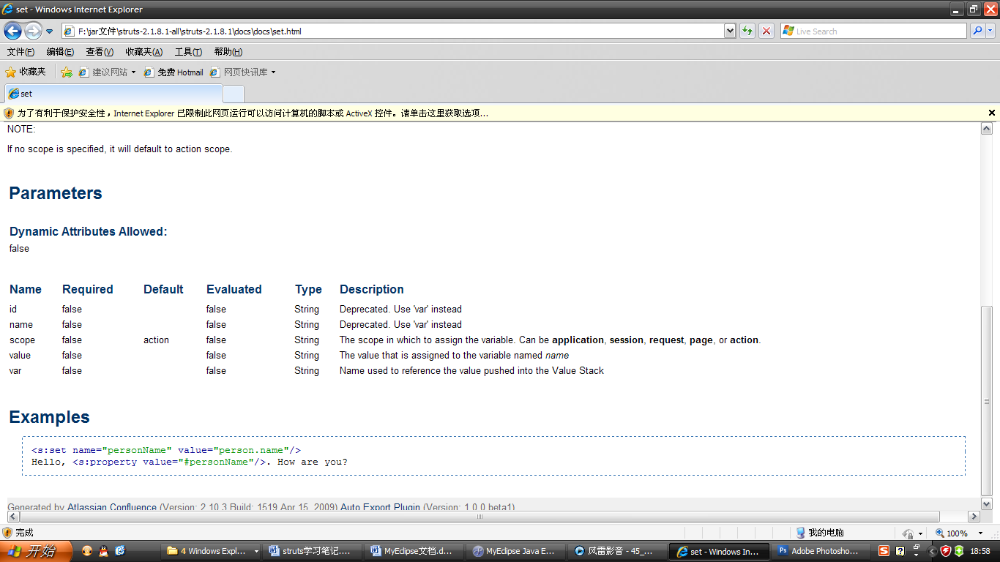 set - Windows Internet Explorer
F:\jar文件\struts-2.1.8.1-all\struts-2.1.8.1\docs\docs\set.html
Live Search
文件(F) 编辑(E) 查看(V) 收藏夹(A) 工具(T) 帮助(H)
收藏夹 建议网站 免费 Hotmail 网页快讯库
set
为了有利于保护安全性，Internet Explorer 已限制此网页运行可以访问计算机的脚本或 ActiveX 控件。请单击这里获取选项...
NOTE:
If no scope is specified, it will default to action scope.
Parameters
Dynamic Attributes Allowed:
false
Name Required Default Evaluated Type Description
id false false String Deprecated. Use 'var' instead
name false false String Deprecated. Use 'var' instead
scope false action false String The scope in which to assign the variable. Can be application, session, request, page, or action.
value false false String The value that is assigned to the variable named name
var false false String Name used to reference the value pushed into the Value Stack
Examples
<s:set name="personName" value="person.name"/>
Hello, <s:property value="#personName"/>. How are you?
Generated by Atlassian Confluence (Version: 2.10.3 Build: 1519 Apr 15, 2009) Auto Export Plugin (Version: 1.0.0 beta1)
完成 我的电脑 100%
开始 4 Windows Expl... struts学习笔记.... MyEclipse文档.d... MyEclipse Java E... 风雷影音 - 45_... set - Windows In... Adobe Photosho... 18:58